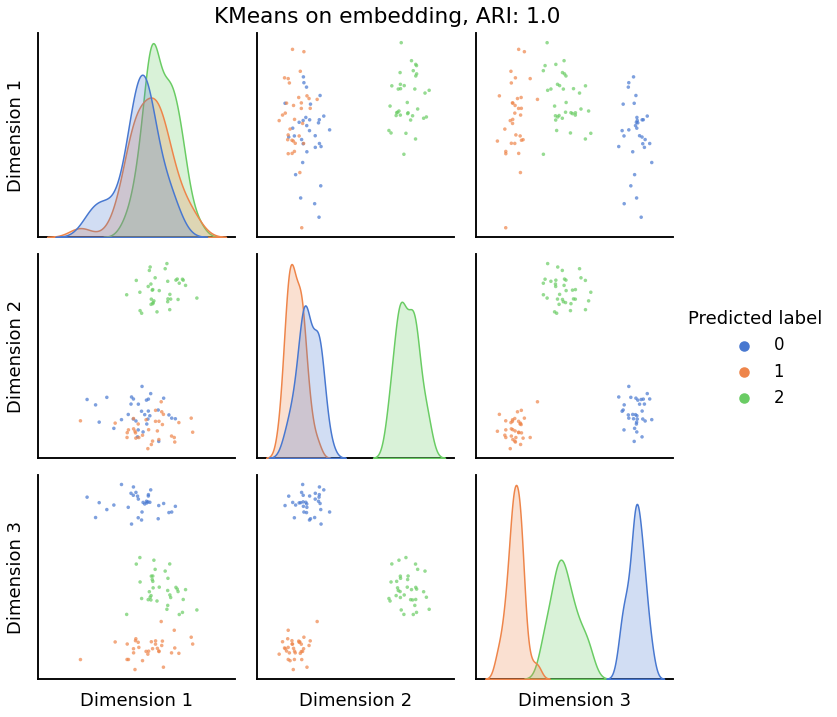 KMeans on embedding, ARI: 1.0
Dimension 1
Dimension 2
Dimension 3
Predicted label
0
1
2
Dimension 1
Dimension 2
Dimension 3